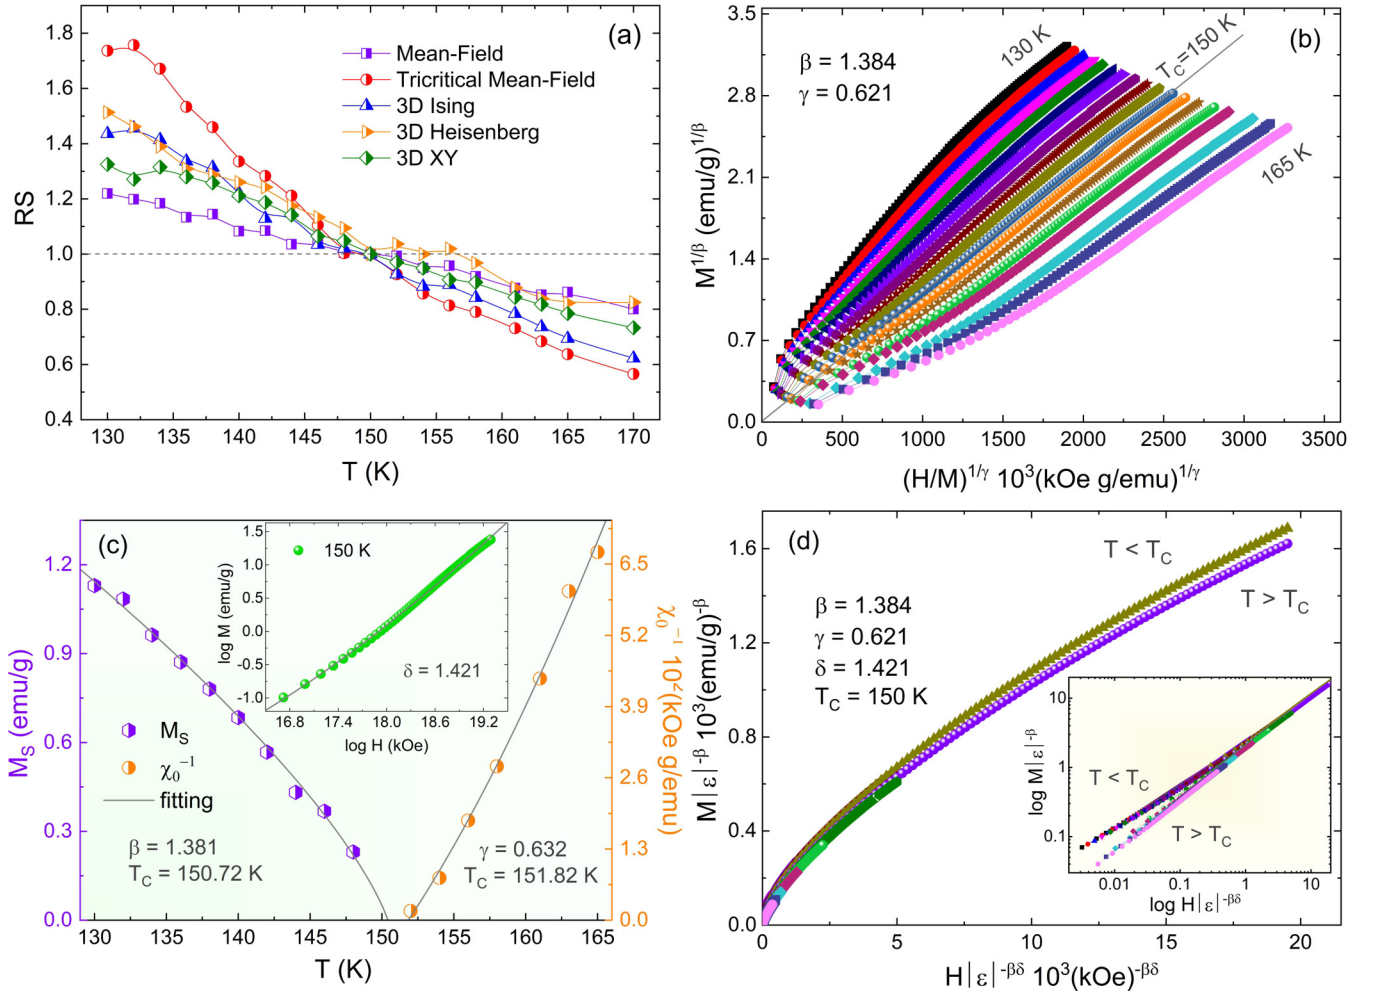 (a)
RS
1.8
1.6
1.4
1.2
1.0
0.8
0.6
0.4
Mean-Field
Tricritical Mean-Field
3D Ising
3D Heisenberg
3D XY
130 135 140 145 150 155 160 165 170
T (K)
(b)
M^1/β (emu/g)^1/β
3.5
2.8
2.1
1.4
0.7
0.0
β = 1.384
γ = 0.621
130 K
T_C=150 K
165 K
0 500 1000 1500 2000 2500 3000 3500
(H/M)^1/γ 10^3(kOe g/emu)^1/γ
(c)
M_S (emu/g)
1.2
0.9
0.6
0.3
0.0
M_S
χ_0^-1
fitting
β = 1.381
T_C = 150.72 K
γ = 0.632
T_C = 151.82 K
log M (emu/g)
1.5
1.0
0.5
0.0
-0.5
-1.0
150 K
δ = 1.421
16.8 17.4 18.0 18.6 19.2
log H (kOe)
6.5
5.2
3.9
2.6
1.3
0.0
χ_0^-1 10^2(kOe g/emu)
130 135 140 145 150 155 160 165
T (K)
(d)
M|ε|^-β 10^3(emu/g)^-β
1.6
1.2
0.8
0.4
0.0
T < T_C
T > T_C
β = 1.384
γ = 0.621
δ = 1.421
T_C = 150 K
log M|ε|^-β
10
1
0.1
T < T_C
T > T_C
0.01 0.1 1 10
log H|ε|^-βδ
0 5 10 15 20
H|ε|^-βδ 10^3(kOe)^-βδ